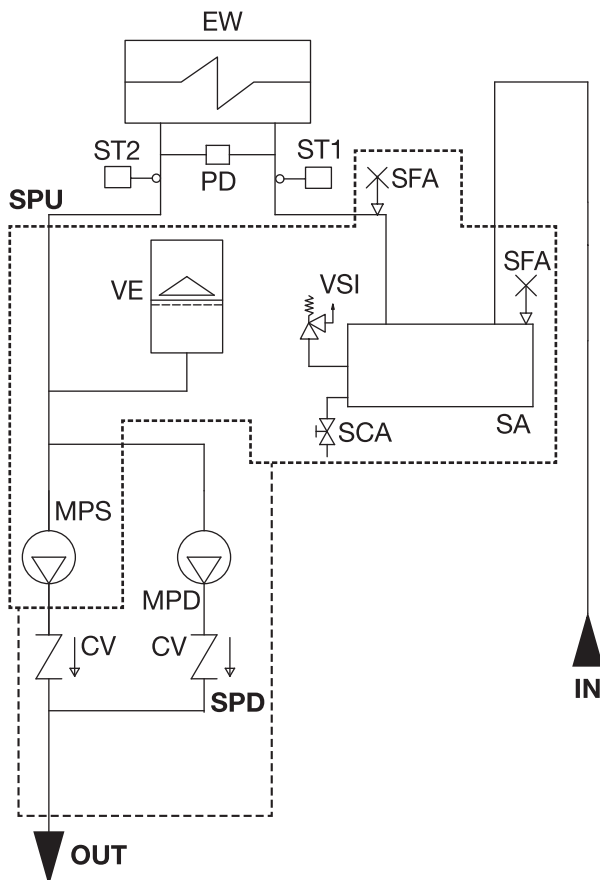 EW
ST2
ST1
PD
SPU
SFA
SFA
VE
VSI
SCA
SA
MPS
MPD
CV
CV
IN
SPD
OUT